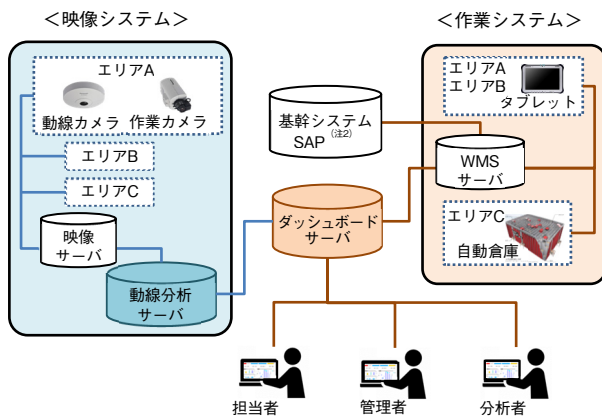 ＜映像システム＞
エリアA
動線カメラ
作業カメラ
エリアB
エリアC
映像
サーバ
動線分析
サーバ
基幹システム
SAP（注2）
ダッシュボード
サーバ
＜作業システム＞
エリアA
エリアB
タブレット
WMS
サーバ
エリアC
自動倉庫
担当者
管理者
分析者